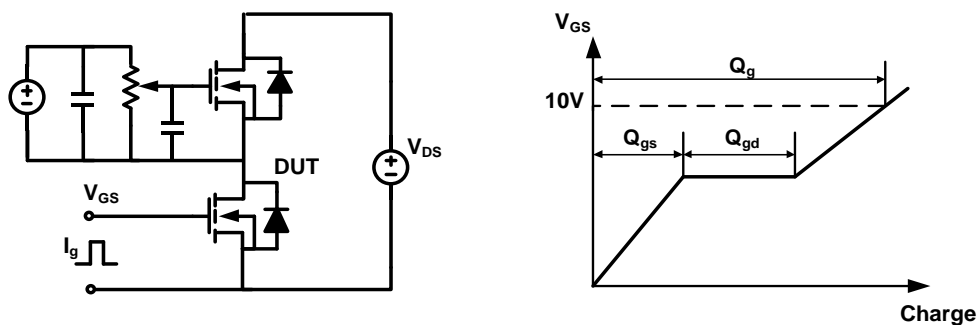 V_GS
Q_g
10V
Q_gs
Q_gd
Charge
DUT
V_DS
V_GS
I_g